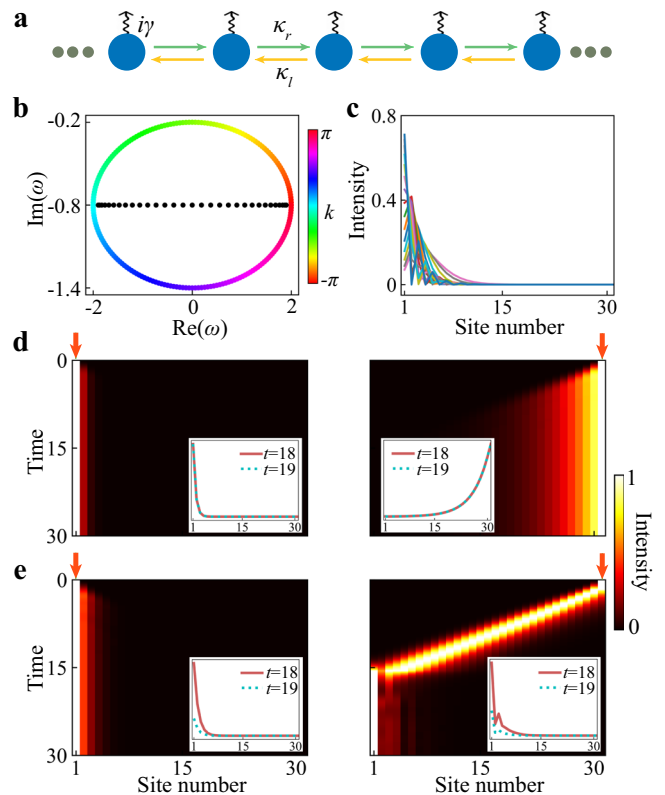 a
iγ
κr
κl
b
-0.2
Im(ω)
-0.8
-1.4
-2 0 2
Re(ω)
π
k
-π
c
0.8
Intensity
0.4
0
1 15 31
Site number
d
0
Time
15
30
t=18
t=19
1 15 30
t=18
t=19
1 15 30
1
Intensity
0
e
0
Time
15
30
t=18
t=19
1 15 30
t=18
t=19
1 15 30
1 15 30
Site number
1 15 30
Site number